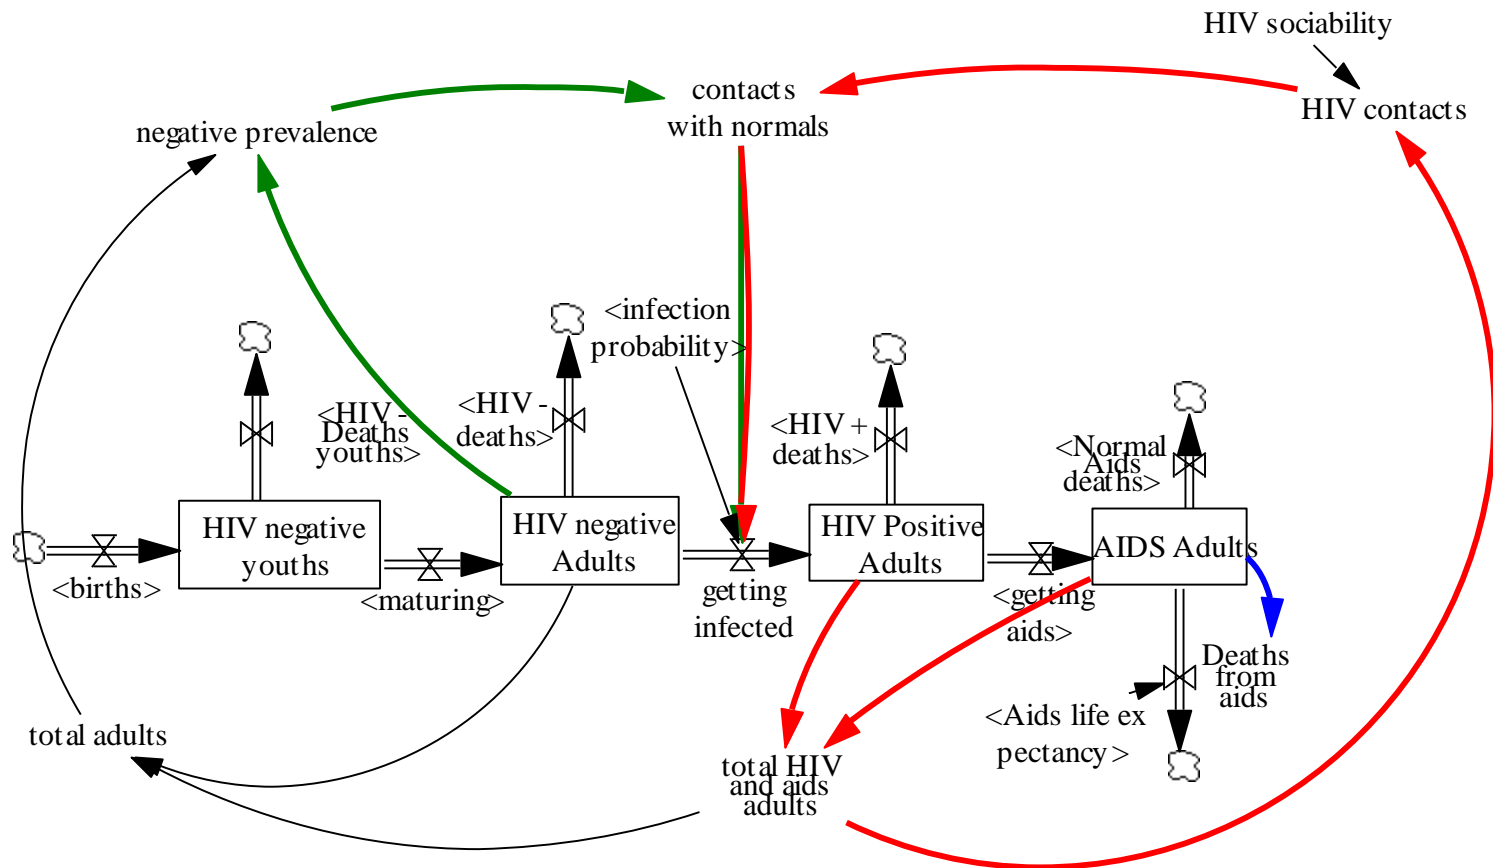 HIV sociability
contacts
with normals
HIV contacts
negative prevalence
<infection
probability>
<HIV -
Deaths
youths>
<HIV -
deaths>
<HIV +
deaths>
<Normal
Aids
deaths>
HIV negative
youths
HIV negative
Adults
HIV Positive
Adults
AIDS Adults
<births>
<maturing>
getting
infected
<getting
aids>
Deaths
from
aids
<Aids life ex
pectancy>
total adults
total HIV
and aids
adults